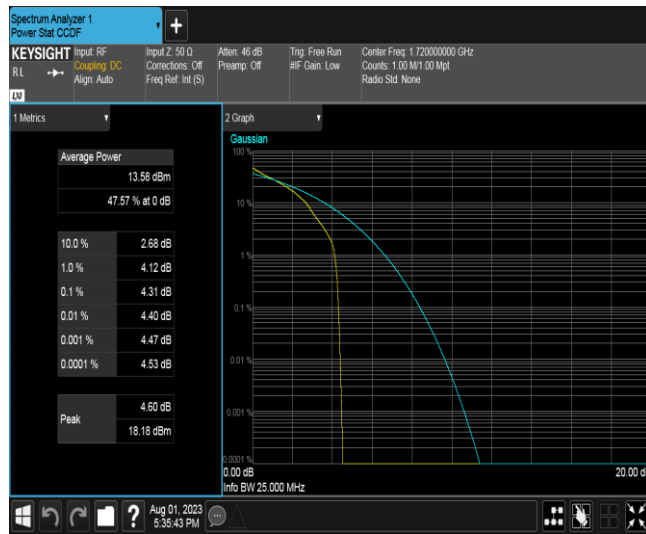 Spectrum Analyzer 1
Power Stat CCDF
+
KEYSIGHT
RL
LXI
Input: RF
Coupling: DC
Align: Auto
Input Z: 50 Ω
Corrections: Off
Freq Ref: Int (S)
Atten: 46 dB
Preamp: Off
Trig: Free Run
#IF Gain: Low
Center Freq: 1.720000000 GHz
Counts: 1.00 M/1.00 Mpt
Radio Std: None
1 Metrics
Average Power
13.58 dBm
47.57 % at 0 dB
10.0 % 2.68 dB
1.0 % 4.12 dB
0.1 % 4.31 dB
0.01 % 4.40 dB
0.001 % 4.47 dB
0.0001 % 4.53 dB
Peak
4.60 dB
18.18 dBm
2 Graph
Gaussian
100 %
10 %
1 %
0.1 %
0.01 %
0.001 %
0.0001 %
0.00 dB
20.00 d
Info BW 25.000 MHz
?
Aug 01, 2023
5:35:43 PM